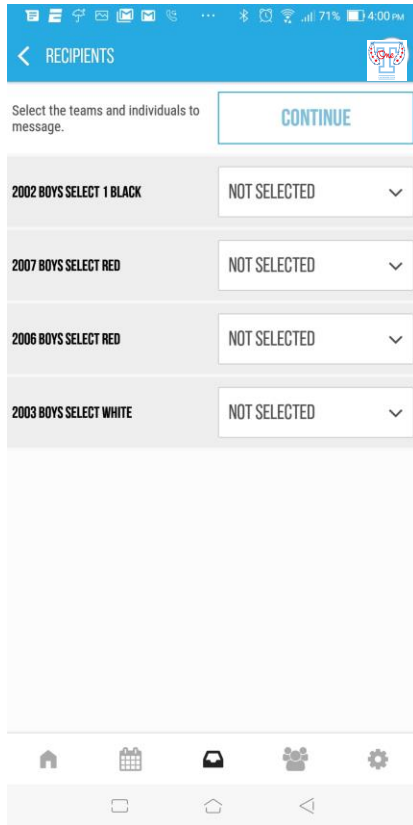 71% 4:00 PM
RECIPIENTS
One
T
Select the teams and individuals to
message.
CONTINUE
2002 BOYS SELECT 1 BLACK
NOT SELECTED
2007 BOYS SELECT RED
NOT SELECTED
2006 BOYS SELECT RED
NOT SELECTED
2003 BOYS SELECT WHITE
NOT SELECTED